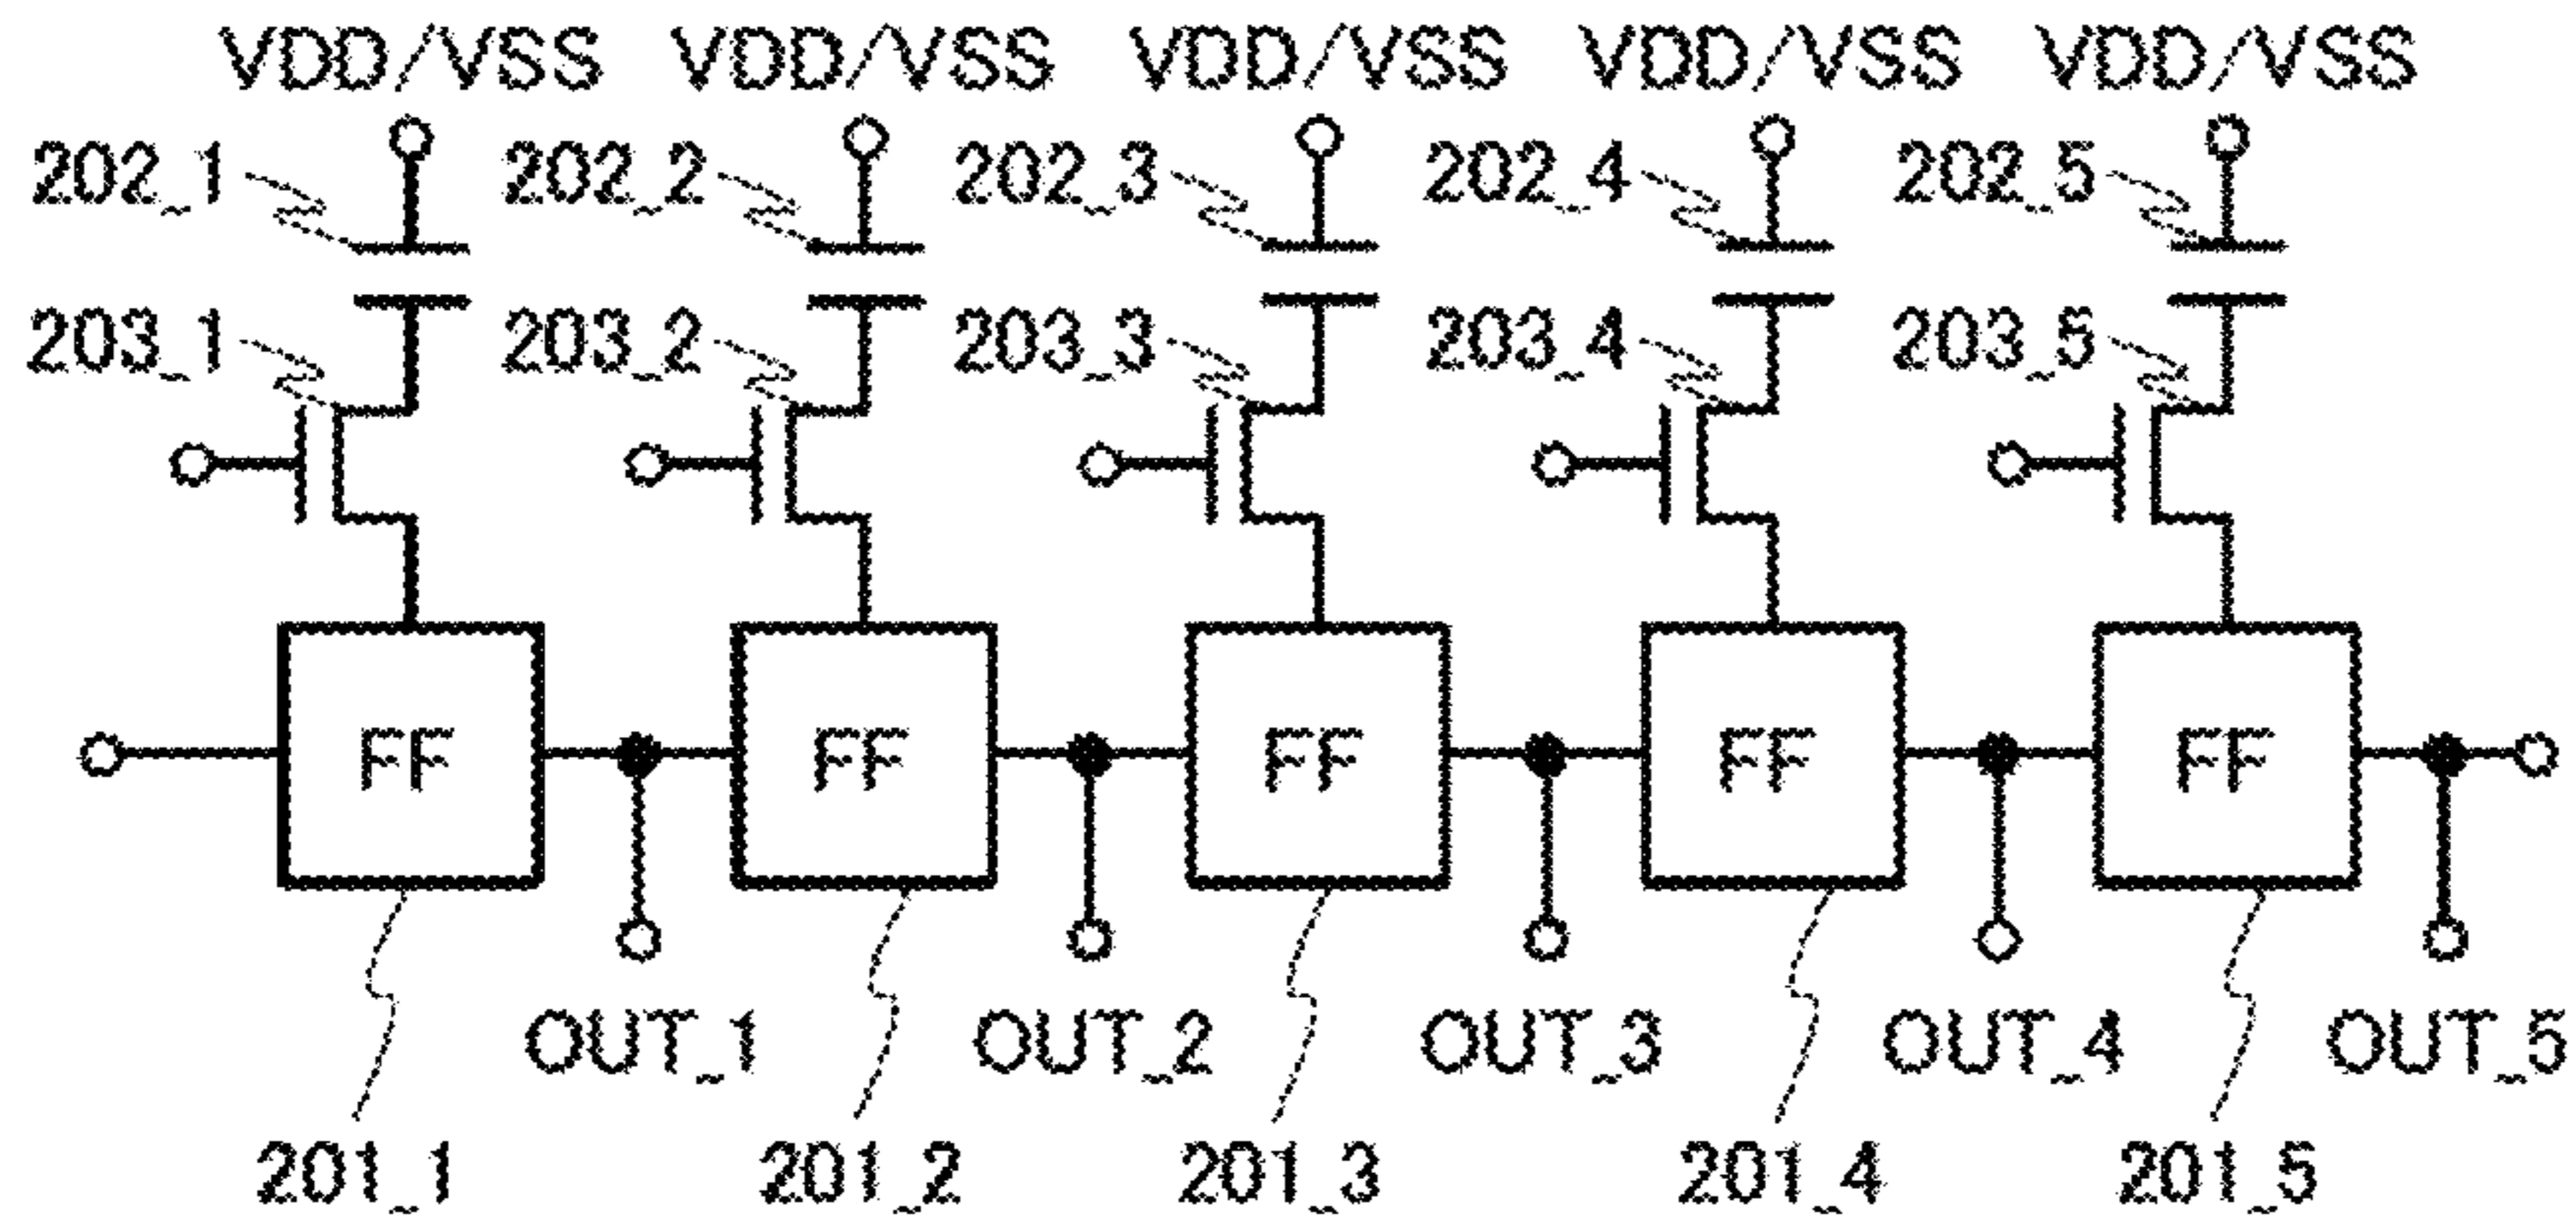 VDD/VSS VDD/VSS VDD/VSS VDD/VSS VDD/VSS
202_1 202_2 202_3 202_4 202_5
203_1 203_2 203_3 203_4 203_5
FF FF FF FF FF
OUT_1 OUT_2 OUT_3 OUT_4 OUT_5
201_1 201_2 201_3 201_4 201_5